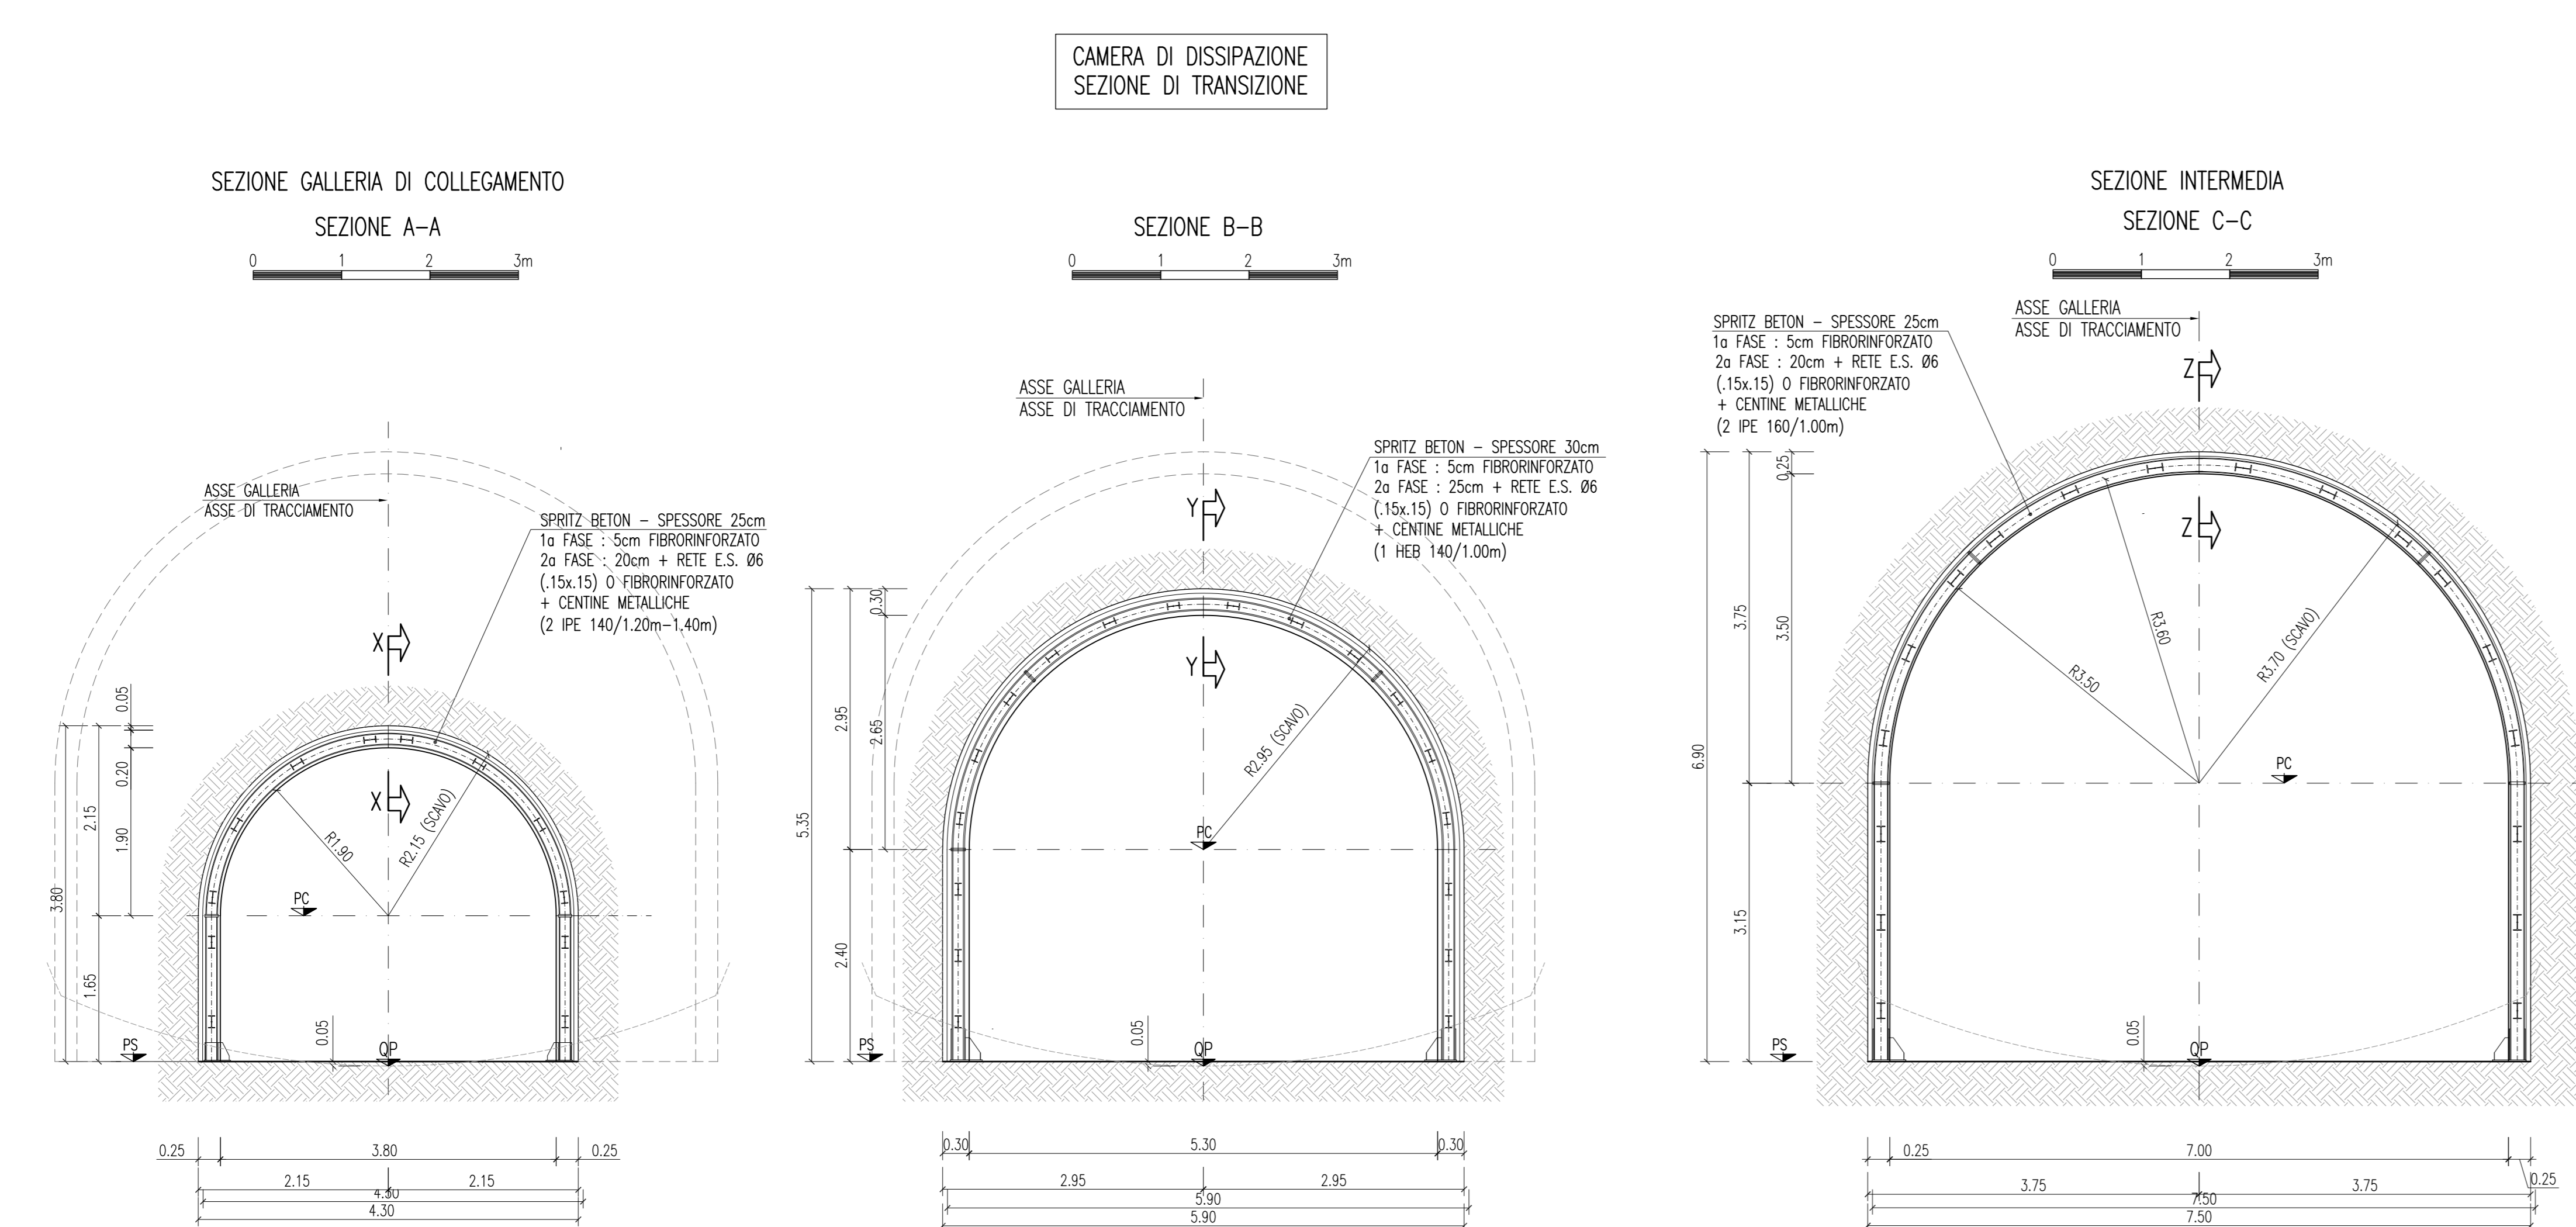 CAMERA DI DISSIPAZIONE
SEZIONE DI TRANSIZIONE
SEZIONE GALLERIA DI COLLEGAMENTO
SEZIONE A-A
0 1 2 3m
ASSE GALLERIA
ASSE DI TRACCIAMENTO
SPRITZ BETON - SPESSORE 25cm
1a FASE : 5cm FIBRORINFORZATO
2a FASE : 20cm + RETE E.S. Ø6
(.15x.15) O FIBRORINFORZATO
+ CENTINE METALLICHE
(2 IPE 140/1.20m-1.40m)
X
X
0.05
0.20
2.15
1.90
3.80
1.65
R1.90
R2.15 (SCAVO)
PC
PS
0.05
QP
0.25 3.80 0.25
2.15 2.15
4.30
SEZIONE B-B
0 1 2 3m
ASSE GALLERIA
ASSE DI TRACCIAMENTO
SPRITZ BETON - SPESSORE 30cm
1a FASE : 5cm FIBRORINFORZATO
2a FASE : 25cm + RETE E.S. Ø6
(.15x.15) O FIBRORINFORZATO
+ CENTINE METALLICHE
(1 HEB 140/1.00m)
Y
Y
0.30
2.95
2.65
5.35
2.40
R2.95 (SCAVO)
PC
PS
0.05
QP
0.30 5.30 0.30
2.95 2.95
5.90
5.90
SEZIONE INTERMEDIA
SEZIONE C-C
0 1 2 3m
ASSE GALLERIA
ASSE DI TRACCIAMENTO
SPRITZ BETON - SPESSORE 25cm
1a FASE : 5cm FIBRORINFORZATO
2a FASE : 20cm + RETE E.S. Ø6
(.15x.15) O FIBRORINFORZATO
+ CENTINE METALLICHE
(2 IPE 160/1.00m)
Z
Z
0.25
3.75
3.50
6.90
3.15
R3.50
R3.60
R3.70 (SCAVO)
PC
PS
0.05
QP
0.25 7.00 0.25
3.75 3.75
7.50
7.50